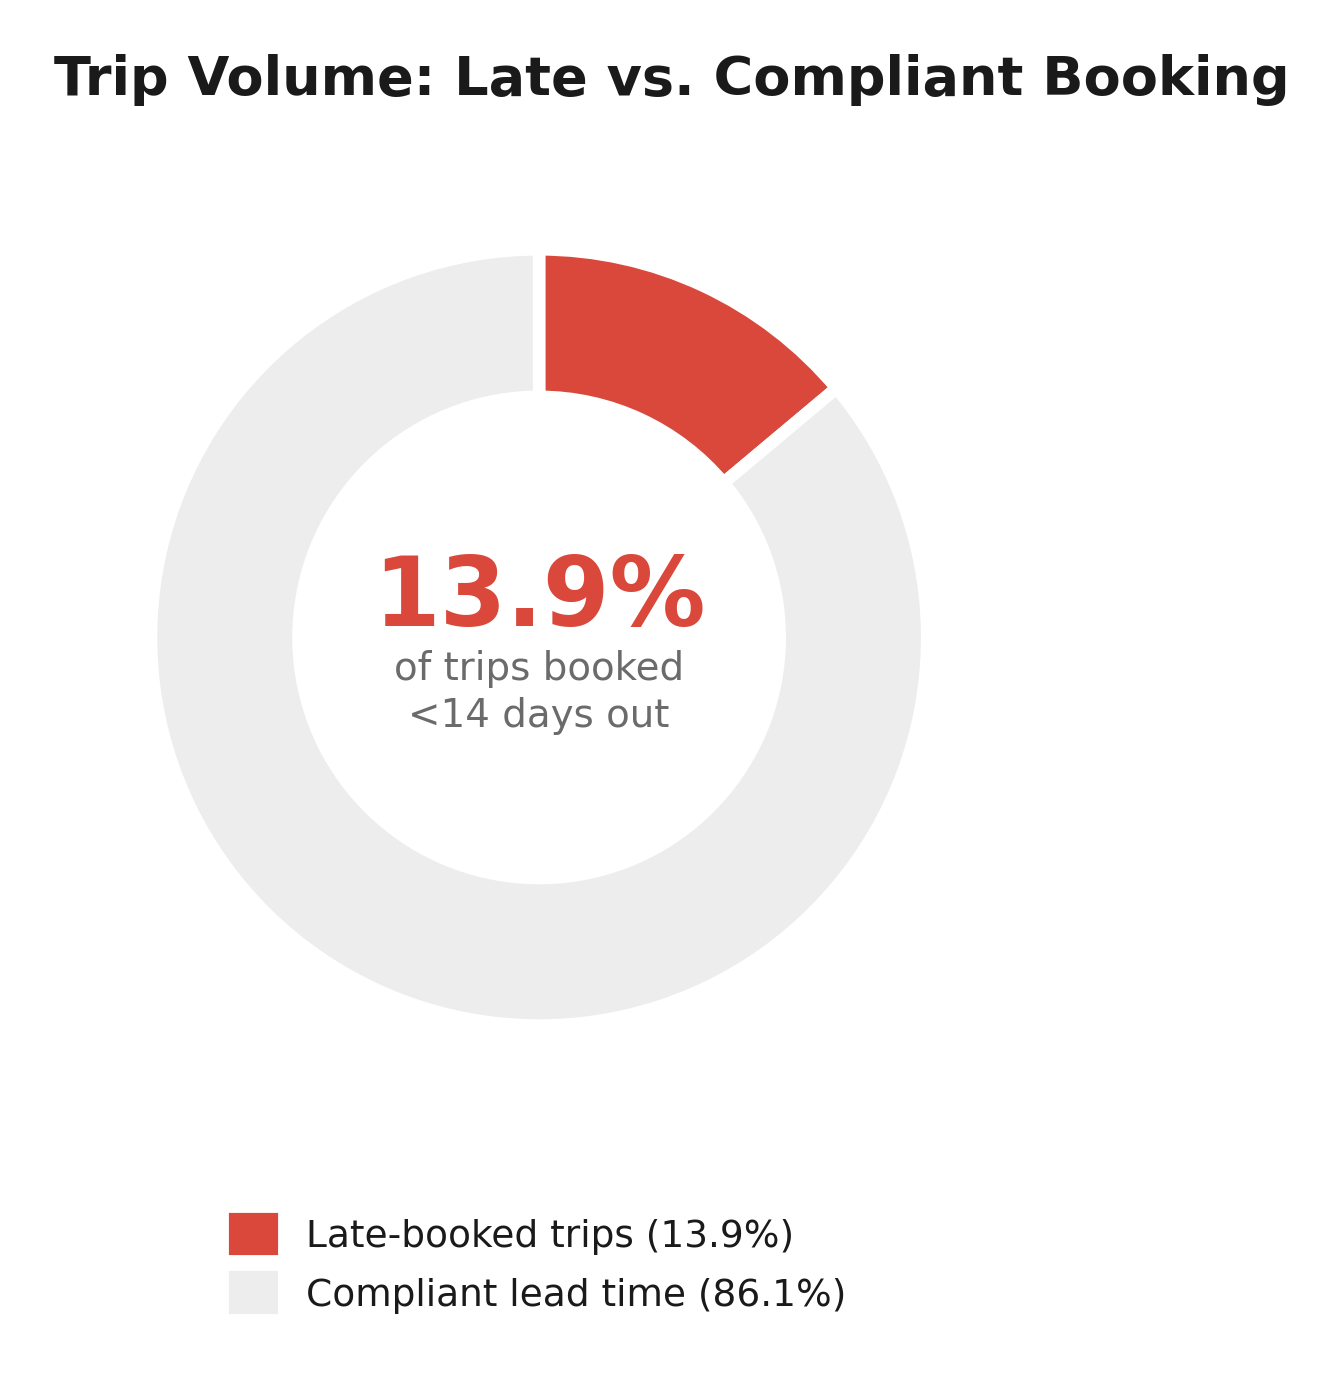 Trip Volume: Late vs. Compliant Booking
13.9%
of trips booked
<14 days out
Late-booked trips (13.9%)
Compliant lead time (86.1%)